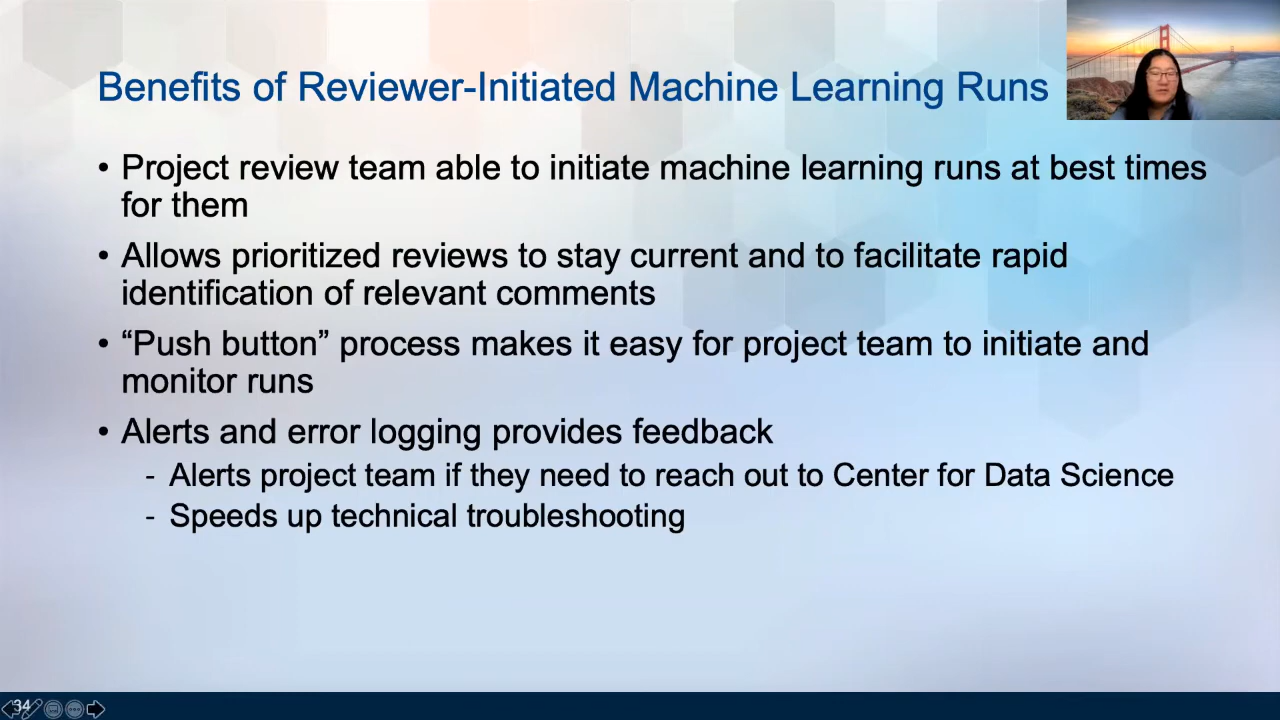 Benefits of Reviewer-Initiated Machine Learning Runs
• Project review team able to initiate machine learning runs at best times
for them
• Allows prioritized reviews to stay current and to facilitate rapid
identification of relevant comments
• “Push button” process makes it easy for project team to initiate and
monitor runs
• Alerts and error logging provides feedback
- Alerts project team if they need to reach out to Center for Data Science
- Speeds up technical troubleshooting
34